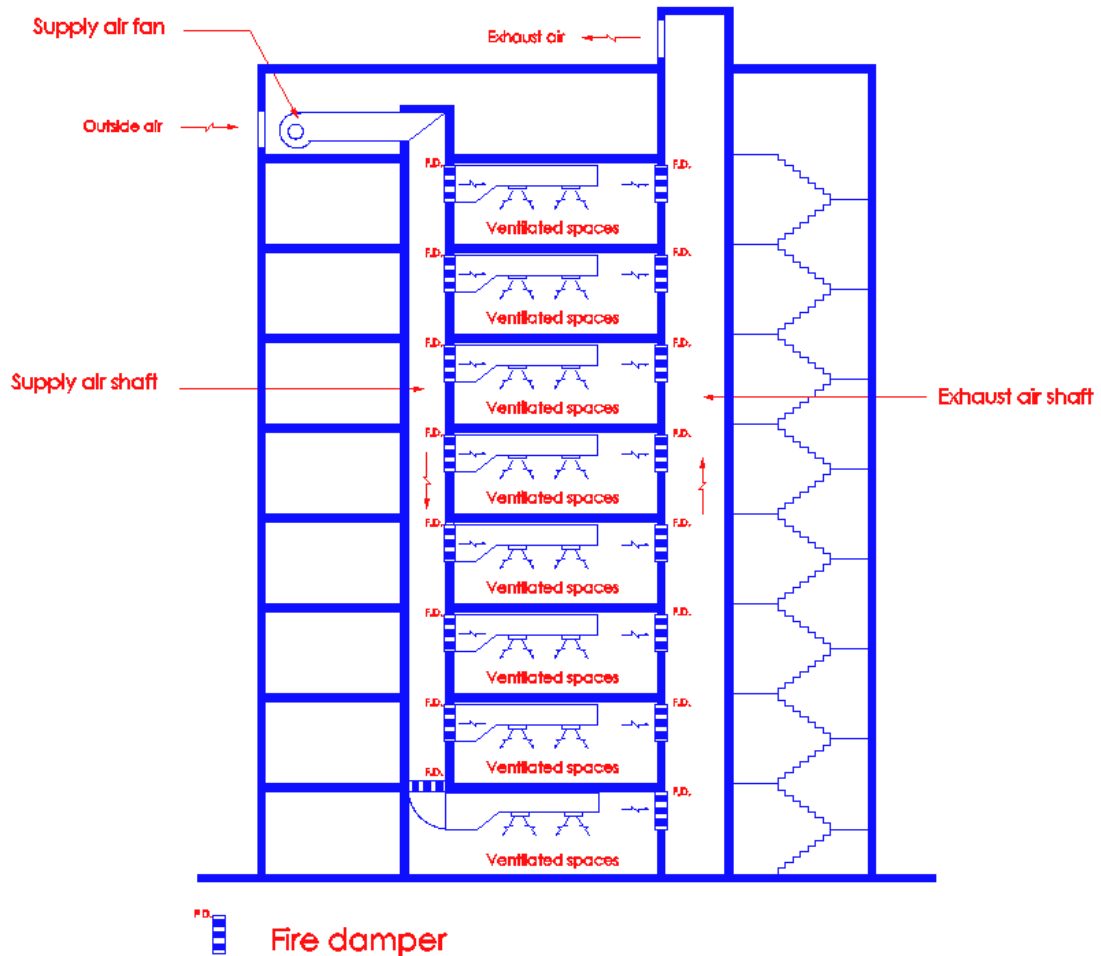 Supply air fan
Exhaust air
Outside air
F.D.
F.D.
Ventilated spaces
F.D.
F.D.
Ventilated spaces
F.D.
F.D.
Ventilated spaces
Supply air shaft
Exhaust air shaft
F.D.
F.D.
Ventilated spaces
F.D.
F.D.
Ventilated spaces
F.D.
F.D.
Ventilated spaces
F.D.
F.D.
Ventilated spaces
F.D.
F.D.
Ventilated spaces
F.D.
Fire damper